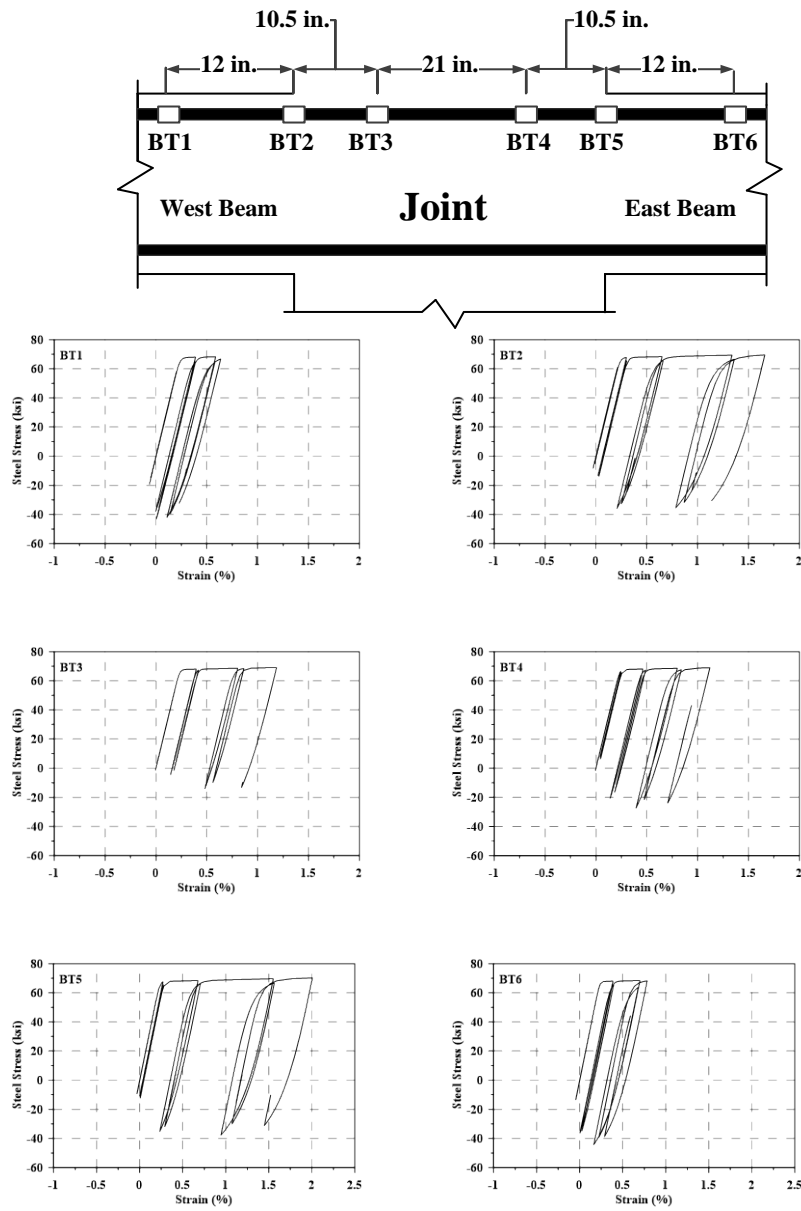 10.5 in. 10.5 in.
12 in. 21 in. 12 in.
BT1 BT2 BT3 BT4 BT5 BT6
West Beam Joint East Beam
BT1
Steel Stress (ksi)
80
60
40
20
0
-20
-40
-60
-1 -0.5 0 0.5 1 1.5 2
Strain (%)
BT2
Steel Stress (ksi)
80
60
40
20
0
-20
-40
-60
-1 -0.5 0 0.5 1 1.5 2
Strain (%)
BT3
Steel Stress (ksi)
80
60
40
20
0
-20
-40
-60
-1 -0.5 0 0.5 1 1.5 2
Strain (%)
BT4
Steel Stress (ksi)
80
60
40
20
0
-20
-40
-60
-1 -0.5 0 0.5 1 1.5 2
Strain (%)
BT5
Steel Stress (ksi)
80
60
40
20
0
-20
-40
-60
-1 -0.5 0 0.5 1 1.5 2 2.5
Strain (%)
BT6
Steel Stress (ksi)
80
60
40
20
0
-20
-40
-60
-1 -0.5 0 0.5 1 1.5 2 2.5
Strain (%)